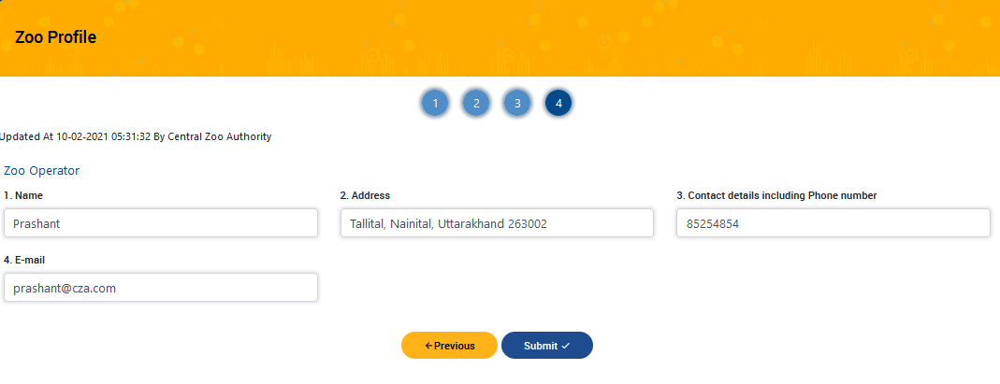 Zoo Profile
1 2 3 4
Updated At 10-02-2021 05:31:32 By Central Zoo Authority
Zoo Operator
1. Name 2. Address 3. Contact details including Phone number
Prashant Tallital, Nainital, Uttarakhand 263002 85254854
4. E-mail
prashant@cza.com
←Previous Submit ✓